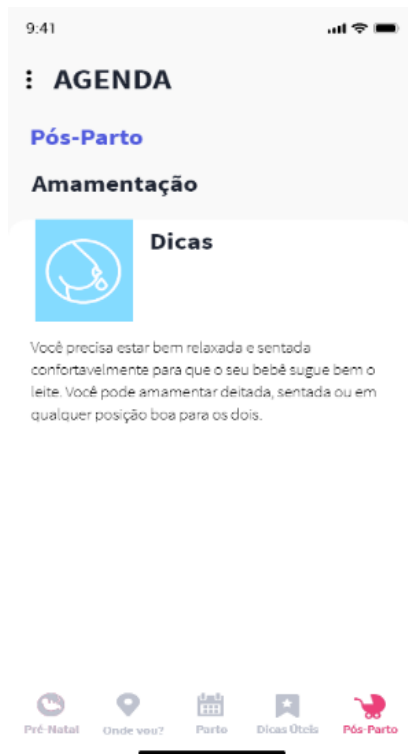 9:41
AGENDA
Pós-Parto
Amamentação
Dicas
Você precisa estar bem relaxada e sentada
confortavelmente para que o seu bebê sugue bem o
leite. Você pode amamentar deitada, sentada ou em
qualquer posição boa para os dois.
Pré-Natal Onde vou? Parto Dicas Úteis Pós-Parto